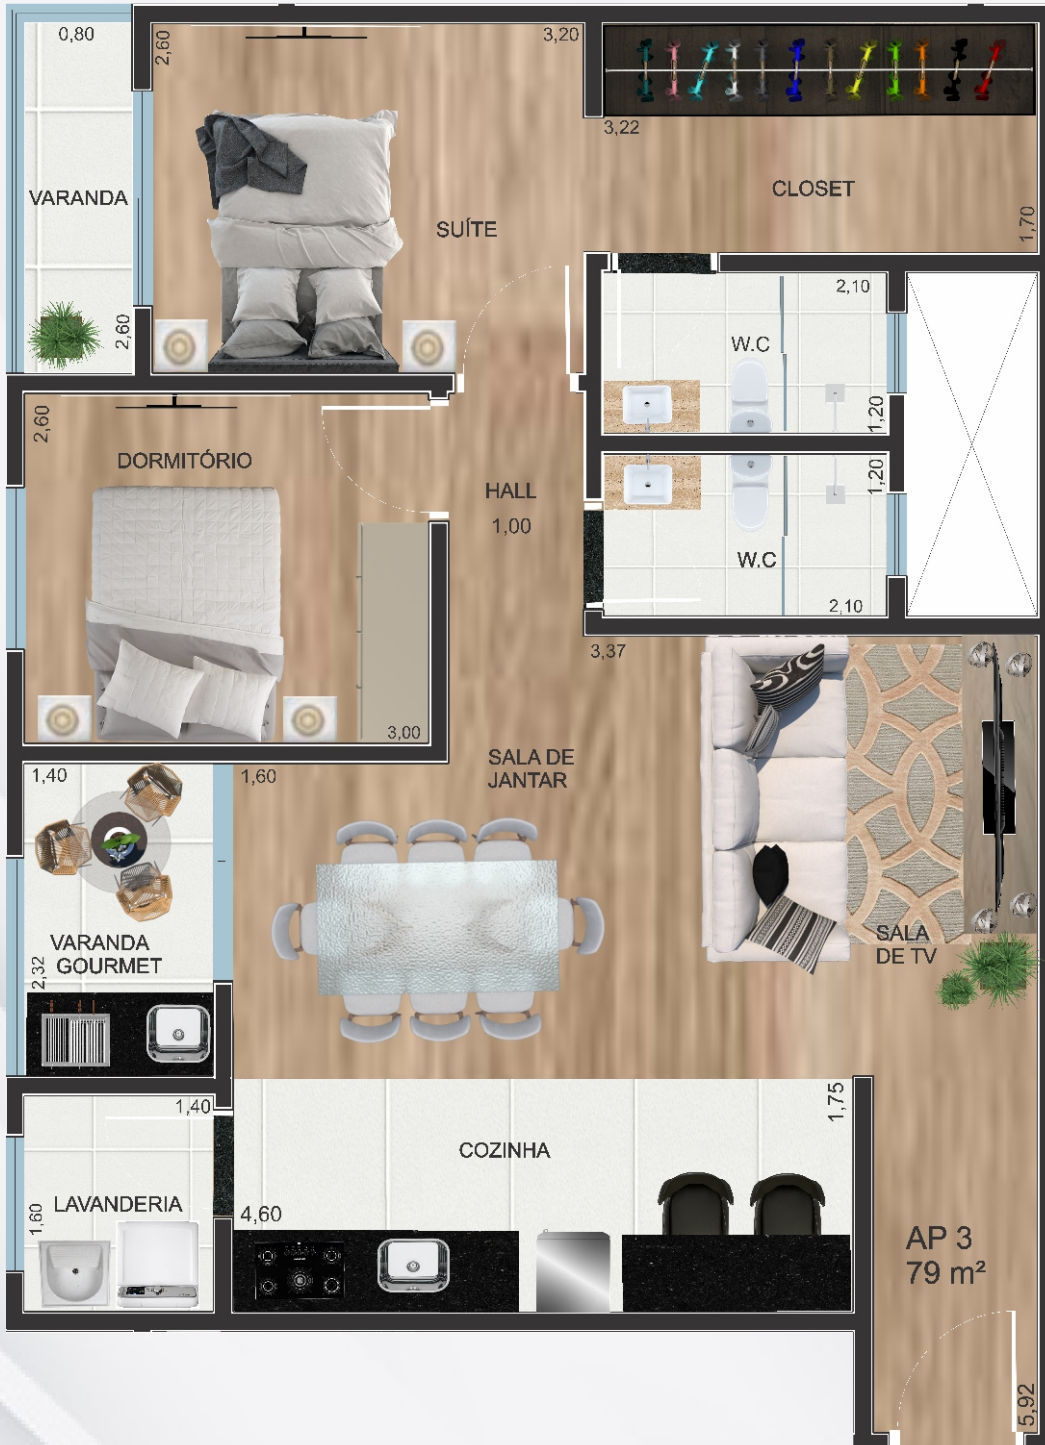 0,80
2,60
3,20
3,22
VARANDA
SUÍTE
CLOSET
1,70
2,60
2,10
W.C
1,20
2,60
DORMITÓRIO
HALL
1,00
1,20
W.C
2,10
3,37
3,00
1,40
1,60
SALA DE
JANTAR
VARANDA
GOURMET
2,32
SALA
DE TV
1,40
1,75
COZINHA
LAVANDERIA
1,60
4,60
AP 3
79 m²
5,92